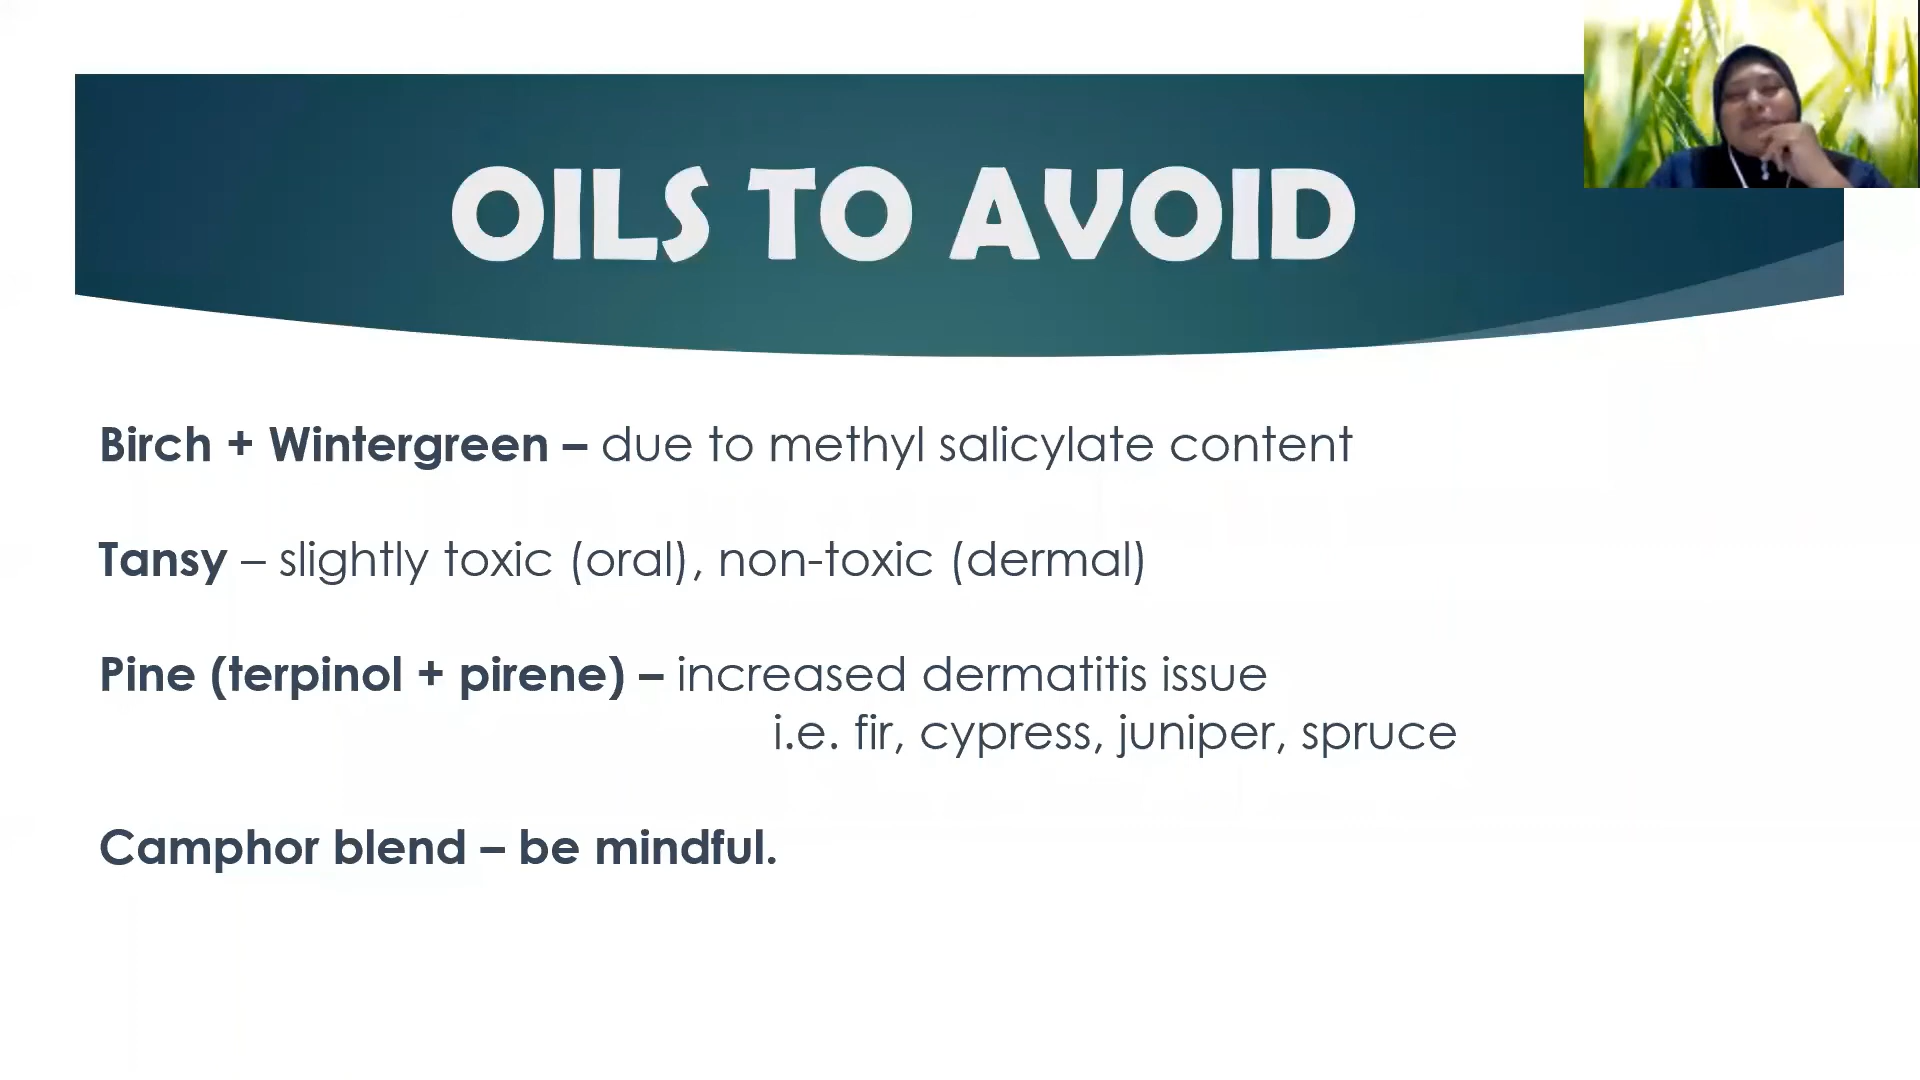 OILS TO AVOID
Birch + Wintergreen – due to methyl salicylate content
Tansy – slightly toxic (oral), non-toxic (dermal)
Pine (terpinol + pirene) – increased dermatitis issue
i.e. fir, cypress, juniper, spruce
Camphor blend – be mindful.